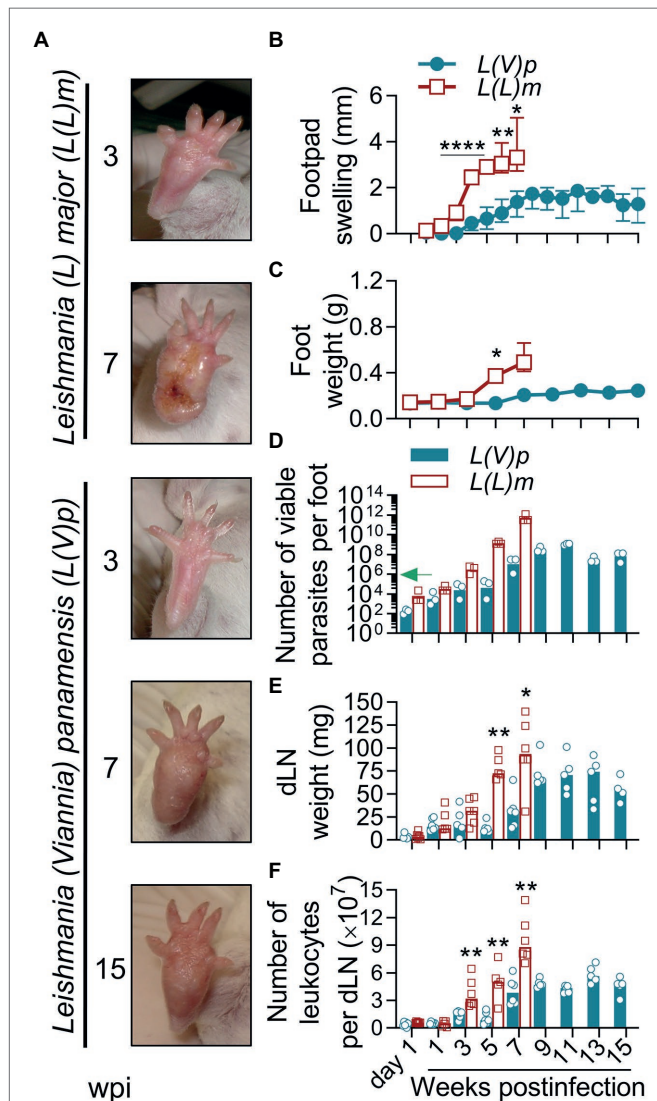 A
Leishmania (L) major (L(L)m)
3
7
Leishmania (Viannia) panamensis (L(V)p)
3
7
15
wpi
B
L(V)p
L(L)m
Footpad
swelling (mm)
6
4
2
0
****
**
*
C
Foot
weight (g)
1.2
0.8
0.4
0.0
*
D
L(V)p
L(L)m
Number of viable
parasites per foot
10^14
10^12
10^10
10^8
10^6
10^4
10^2
10^0
E
dLN
weight (mg)
150
125
100
75
50
25
0
**
*
F
Number of
leukocytes
per dLN (×10^7)
15
12
9
6
3
0
**
**
**
day 1
1
3
5
7
9
11
13
15
Weeks postinfection